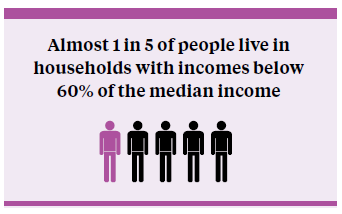 Almost 1 in 5 of people live in
households with incomes below
60% of the median income